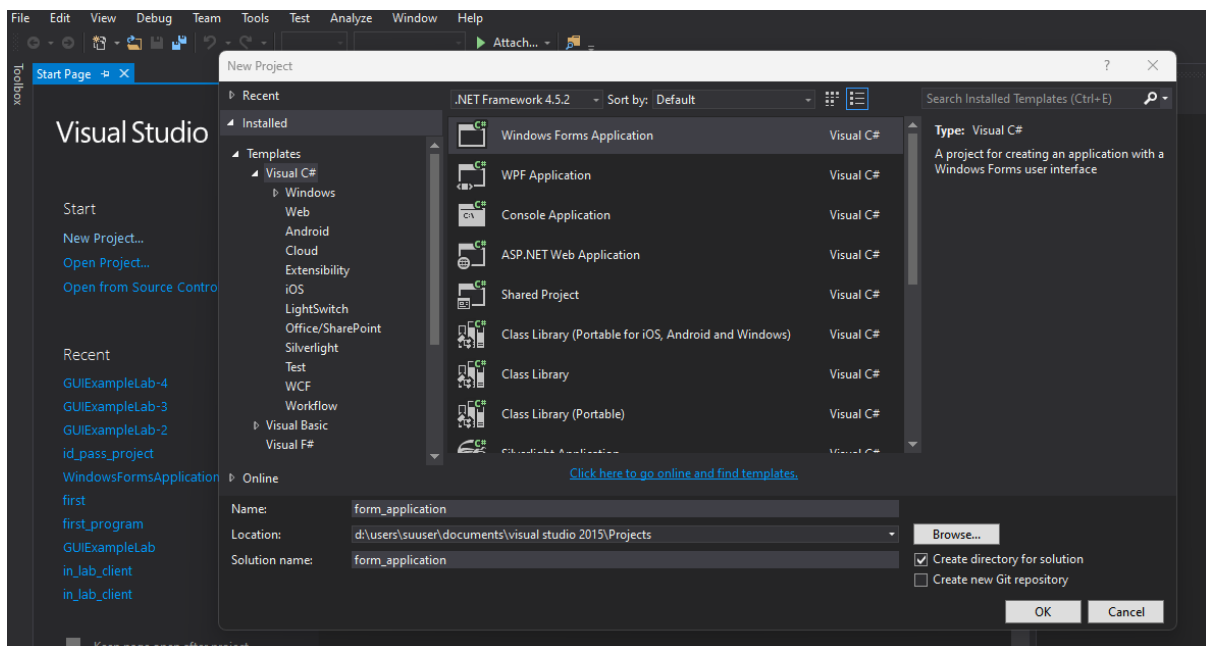 File Edit View Debug Team Tools Test Analyze Window Help
Attach...
Toolbox
Start Page
Visual Studio
Start
New Project...
Open Project...
Open from Source Contro
Recent
GUIExampleLab-4
GUIExampleLab-3
GUIExampleLab-2
id_pass_project
WindowsFormsApplication
first
first_program
GUIExampleLab
in_lab_client
in_lab_client
Keep page open after project
New Project ?
Recent
Installed
Templates
Visual C#
Windows
Web
Android
Cloud
Extensibility
iOS
LightSwitch
Office/SharePoint
Silverlight
Test
WCF
Workflow
Visual Basic
Visual F#
Online
.NET Framework 4.5.2 Sort by: Default
Search Installed Templates (Ctrl+E)
Windows Forms Application Visual C#
WPF Application Visual C#
Console Application Visual C#
ASP.NET Web Application Visual C#
Shared Project Visual C#
Class Library (Portable for iOS, Android and Windows) Visual C#
Class Library Visual C#
Class Library (Portable) Visual C#
Silverlight Application Visual C#
Click here to go online and find templates.
Type: Visual C#
A project for creating an application with a
Windows Forms user interface
Name: form_application
Location: d:\users\suuser\documents\visual studio 2015\Projects Browse...
Solution name: form_application
Create directory for solution
Create new Git repository
OK Cancel